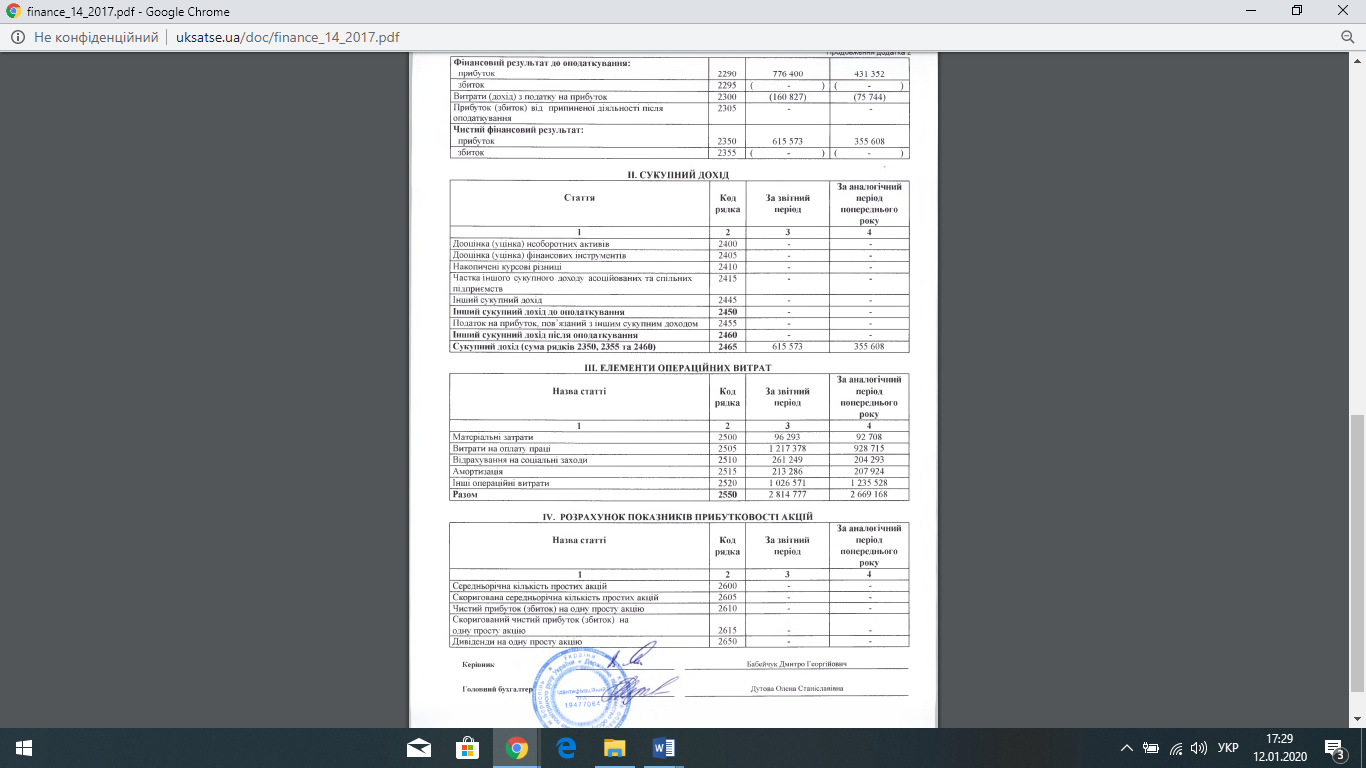 finance_14_2017.pdf - Google Chrome
Не конфіденційний | uksatse.ua/doc/finance_14_2017.pdf
Продовження додатка 2
Фінансовий результат до оподаткування:
прибуток 2290 776 400 431 352
збиток 2295 ( - ) ( - )
Витрати (дохід) з податку на прибуток 2300 (160 827) (75 744)
Прибуток (збиток) від припиненої діяльності після 2305 - -
оподаткування
Чистий фінансовий результат:
прибуток 2350 615 573 355 608
збиток 2355 ( - ) ( - )
II. СУКУПНИЙ ДОХІД
Стаття Код рядка За звітний період За аналогічний період попереднього року
1 2 3 4
Дооцінка (уцінка) необоротних активів 2400 - -
Дооцінка (уцінка) фінансових інструментів 2405 - -
Накопичені курсові різниці 2410 - -
Частка іншого сукупного доходу асоційованих та спільних 2415 - -
підприємств
Інший сукупний дохід 2445 - -
Інший сукупний дохід до оподаткування 2450 - -
Податок на прибуток, пов’язаний з іншим сукупним доходом 2455 - -
Інший сукупний дохід після оподаткування 2460 - -
Сукупний дохід (сума рядків 2350, 2355 та 2460) 2465 615 573 355 608
III. ЕЛЕМЕНТИ ОПЕРАЦІЙНИХ ВИТРАТ
Назва статті Код рядка За звітний період За аналогічний період попереднього року
1 2 3 4
Матеріальні затрати 2500 96 293 92 708
Витрати на оплату праці 2505 1 217 378 928 715
Відрахування на соціальні заходи 2510 261 249 204 293
Амортизація 2515 213 286 207 924
Інші операційні витрати 2520 1 026 571 1 235 528
Разом 2550 2 814 777 2 669 168
IV. РОЗРАХУНОК ПОКАЗНИКІВ ПРИБУТКОВОСТІ АКЦІЙ
Назва статті Код рядка За звітний період За аналогічний період попереднього року
1 2 3 4
Середньорічна кількість простих акцій 2600 - -
Скоригована середньорічна кількість простих акцій 2605 - -
Чистий прибуток (збиток) на одну просту акцію 2610 - -
Скоригований чистий прибуток (збиток) на
одну просту акцію 2615 - -
Дивіденди на одну просту акцію 2650 - -
Керівник Бабейчук Дмитро Георгійович
Головний бухгалтер Дутова Олена Станіславівна
Україна
19477064
УКР
17:29
12.01.2020
3